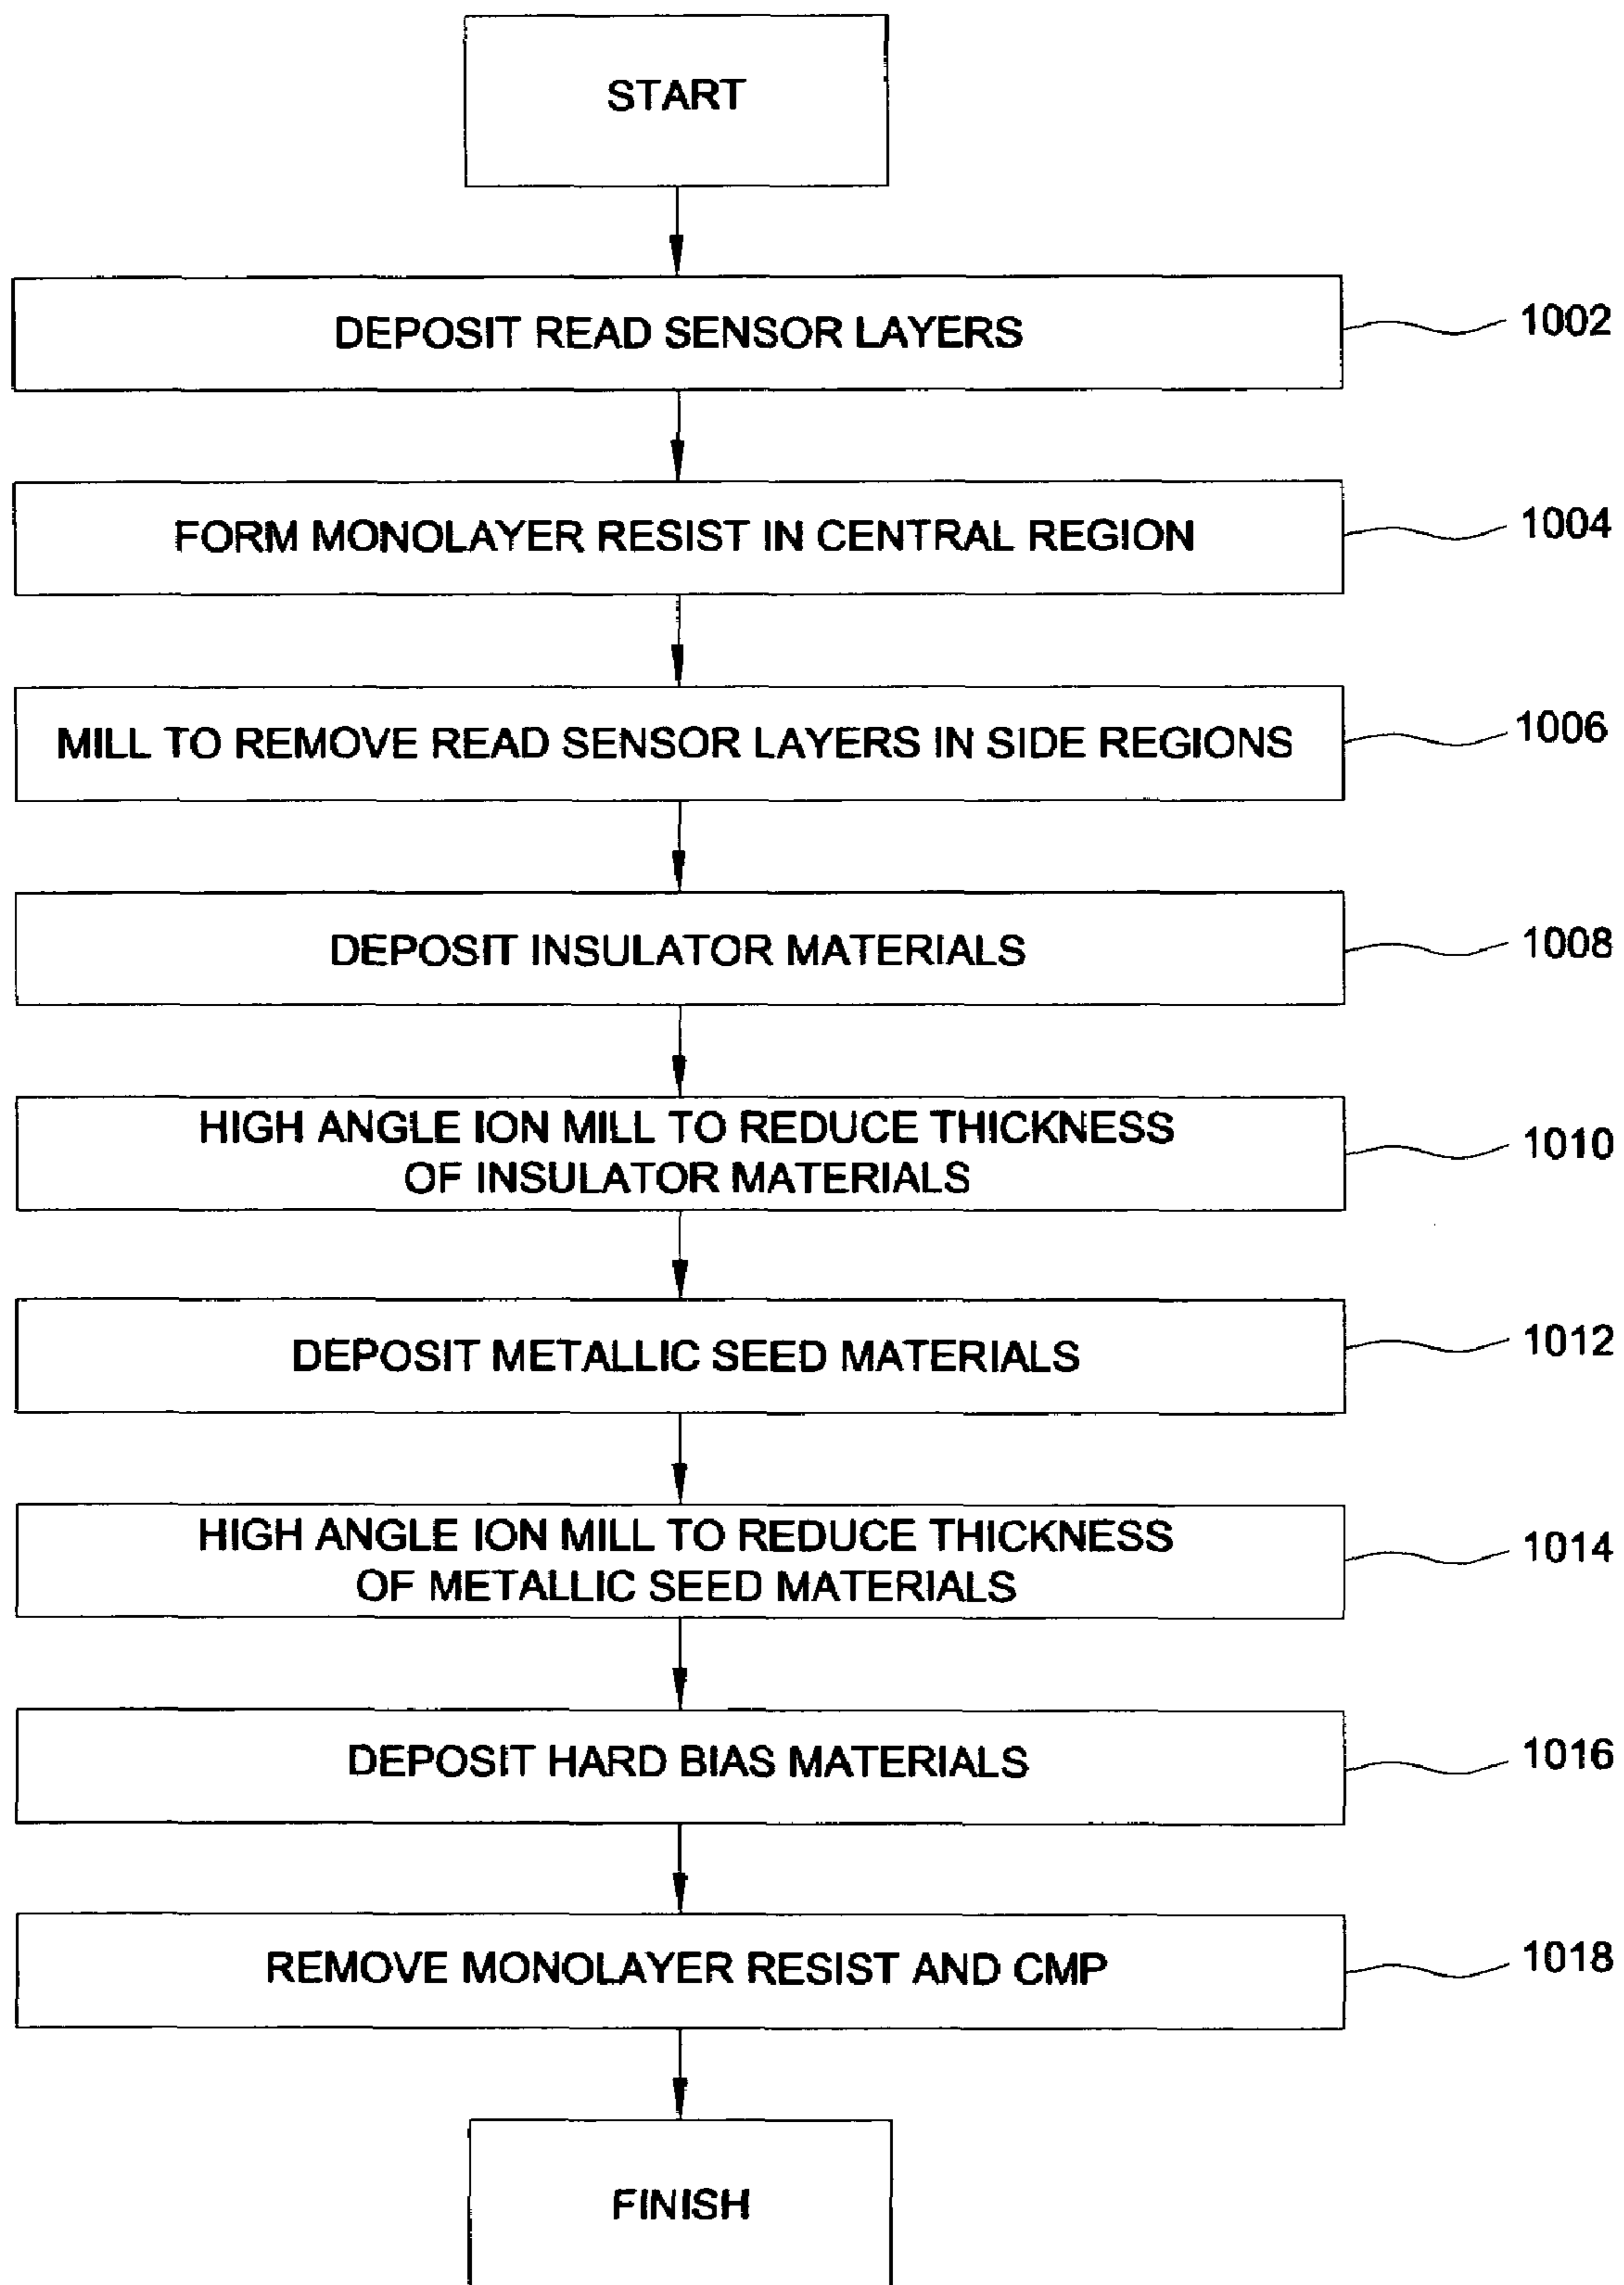 START
DEPOSIT READ SENSOR LAYERS
1002
FORM MONOLAYER RESIST IN CENTRAL REGION
1004
MILL TO REMOVE READ SENSOR LAYERS IN SIDE REGIONS
1006
DEPOSIT INSULATOR MATERIALS
1008
HIGH ANGLE ION MILL TO REDUCE THICKNESS
OF INSULATOR MATERIALS
1010
DEPOSIT METALLIC SEED MATERIALS
1012
HIGH ANGLE ION MILL TO REDUCE THICKNESS
OF METALLIC SEED MATERIALS
1014
DEPOSIT HARD BIAS MATERIALS
1016
REMOVE MONOLAYER RESIST AND CMP
1018
FINISH